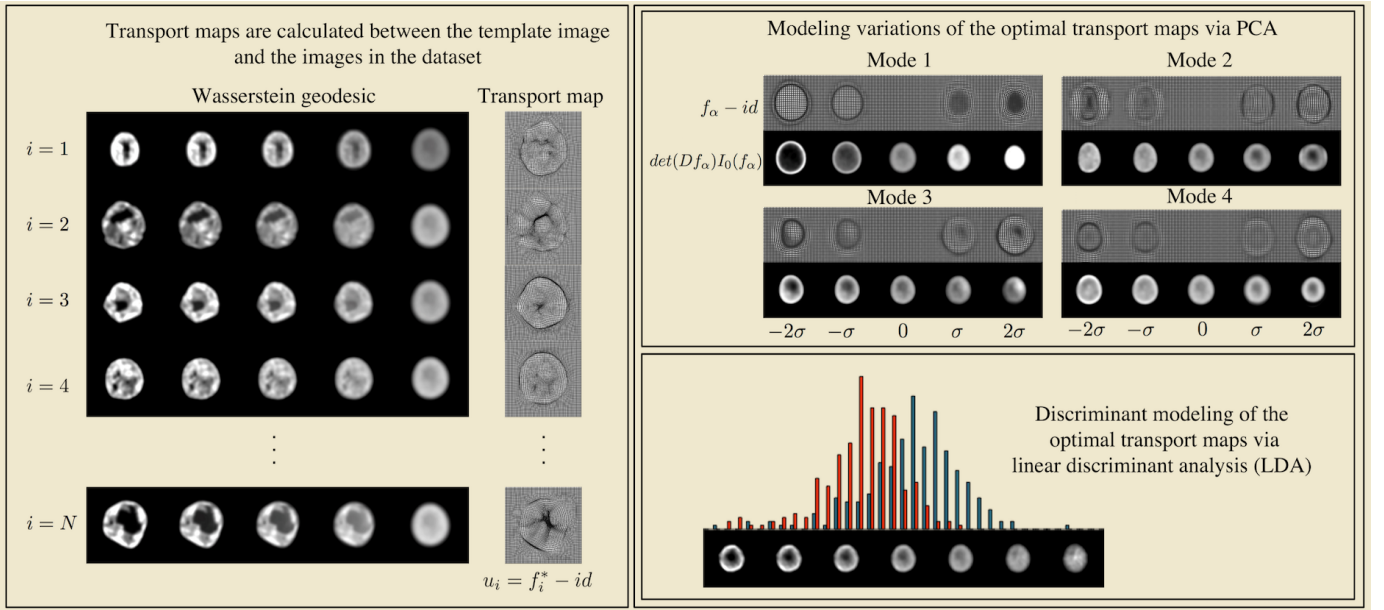 Transport maps are calculated between the template image
and the images in the dataset
Wasserstein geodesic
Transport map
i = 1
i = 2
i = 3
i = 4
⋮
⋮
i = N
u_i = f_i^* − id
Modeling variations of the optimal transport maps via PCA
Mode 1
Mode 2
f_α − id
det(Df_α)I_0(f_α)
Mode 3
Mode 4
−2σ −σ 0 σ 2σ
−2σ −σ 0 σ 2σ
Discriminant modeling of the
optimal transport maps via
linear discriminant analysis (LDA)